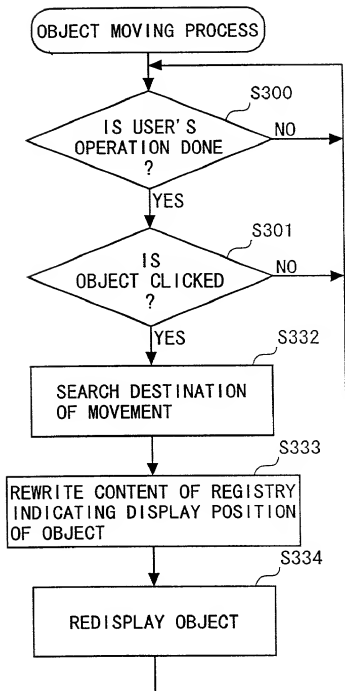 OBJECT MOVING PROCESS
S300
IS USER'S
OPERATION DONE
?
NO
YES
S301
IS
OBJECT CLICKED
?
NO
YES
S332
SEARCH DESTINATION
OF MOVEMENT
S333
REWRITE CONTENT OF REGISTRY
INDICATING DISPLAY POSITION
OF OBJECT
S334
REDISPLAY OBJECT